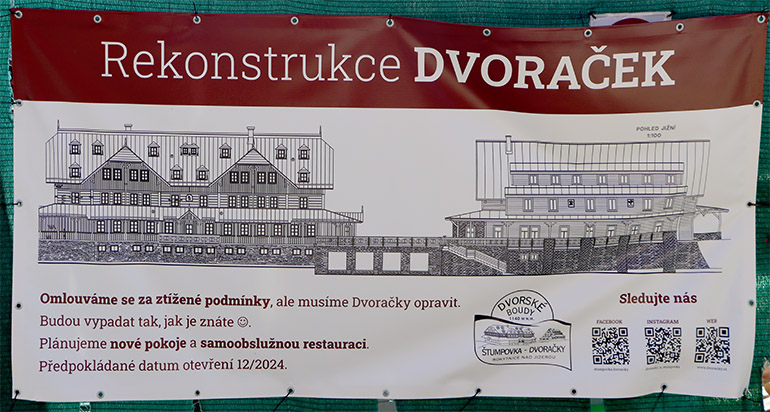 Rekonstrukce DVORAČEK
POHLED JIŽNÍ
1:100
Omlouváme se za ztížené podmínky, ale musíme Dvoračky opravit.
Budou vypadat tak, jak je znáte ☺.
Plánujeme nové pokoje a samoobslužnou restauraci.
Předpokládané datum otevření 12/2024.
DVORSKÉ
BOUDY
1140 m n.m.
ŠTUMPOVKA - DVORAČKY
ROKYTNICE NAD JIZEROU
Sledujte nás
FACEBOOK INSTAGRAM WEB